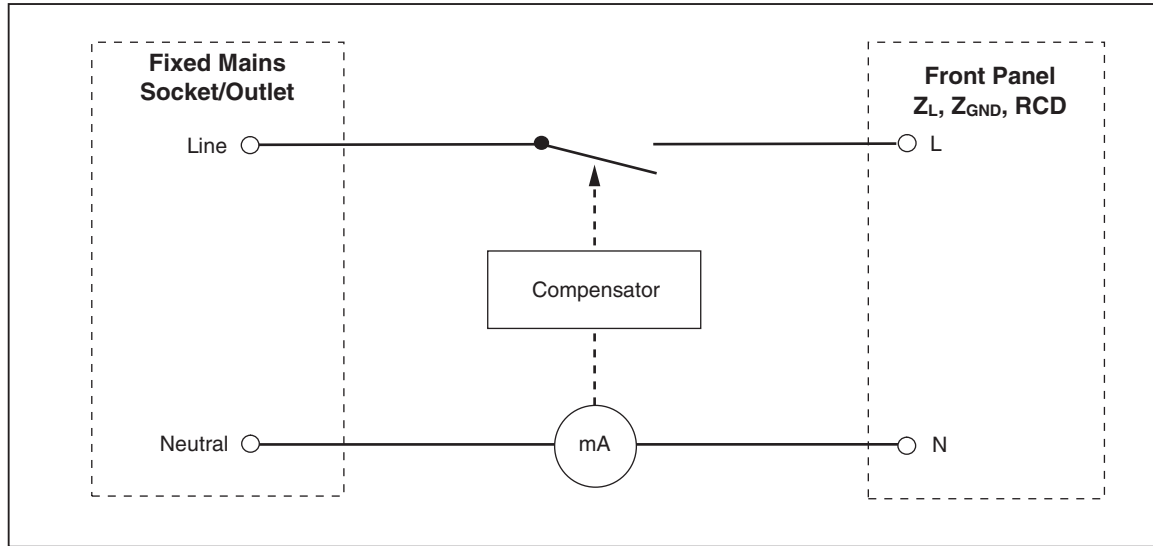 Fixed Mains
Socket/Outlet
Front Panel
ZL, ZGND, RCD
Line
L
Compensator
Neutral
mA
N